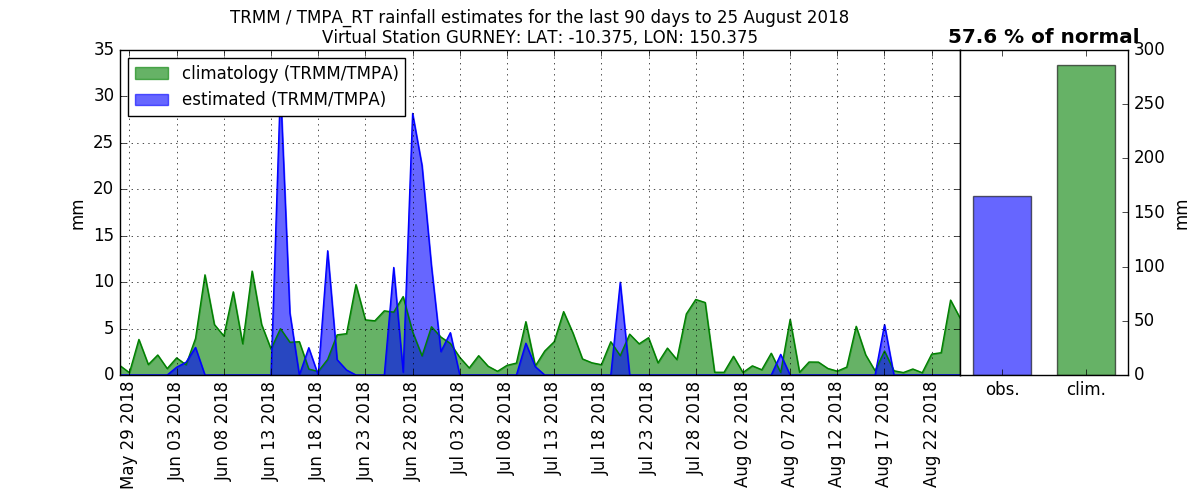 TRMM / TMPA_RT rainfall estimates for the last 90 days to 25 August 2018
Virtual Station GURNEY: LAT: -10.375, LON: 150.375
57.6 % of normal
climatology (TRMM/TMPA)
estimated (TRMM/TMPA)
mm
35
30
25
20
15
10
5
0
May 29 2018
Jun 03 2018
Jun 08 2018
Jun 13 2018
Jun 18 2018
Jun 23 2018
Jun 28 2018
Jul 03 2018
Jul 08 2018
Jul 13 2018
Jul 18 2018
Jul 23 2018
Jul 28 2018
Aug 02 2018
Aug 07 2018
Aug 12 2018
Aug 17 2018
Aug 22 2018
300
250
200
150
100
50
0
mm
obs. clim.